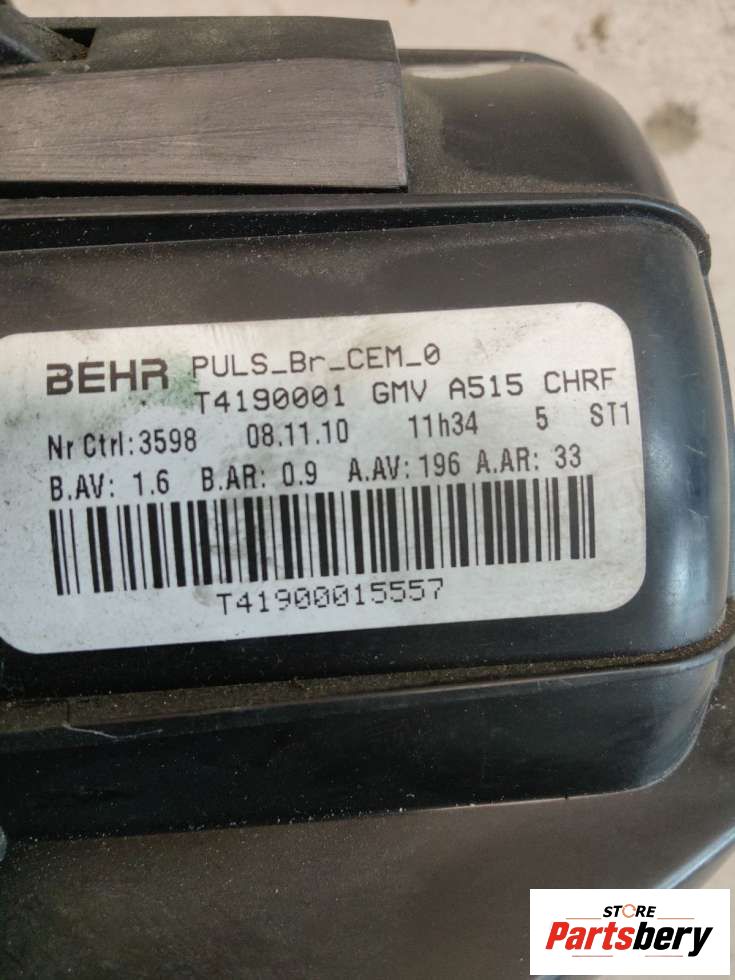 BEHR PULS_Br_CEM_0
T4190001 GMV A515 CHRF
Nr Ctrl:3598 08.11.10 11h34 5 ST1
B.AV: 1.6 B.AR: 0.9 A.AV: 196 A.AR: 33
T41900015557
STORE
Partsbery